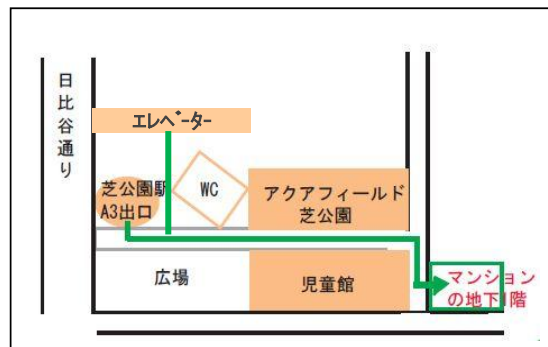 日比谷通り
エレベーター
芝公園駅
A3出口
WC
アクアフィールド
芝公園
広場
児童館
マンション
の地下1階